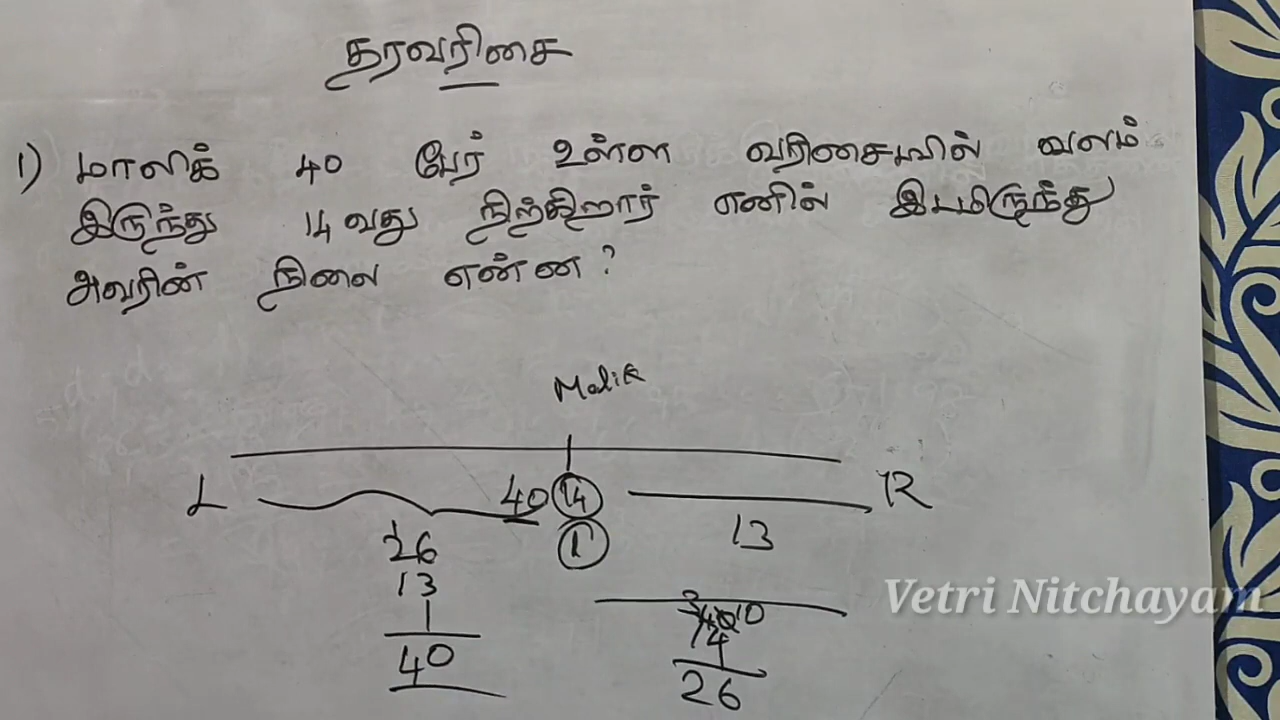 தரவரிசை
1) மாலிக் 40 பேர் உள்ள வரிசையில் வலம்
இருந்து 14 வது நிற்கிறார் எனில் இடமிருந்து
அவரின் நிலை என்ன?
Malik
L 40 14 R
1
26 13
13
1
40
40 10
14
26
Vetri Nitchayam